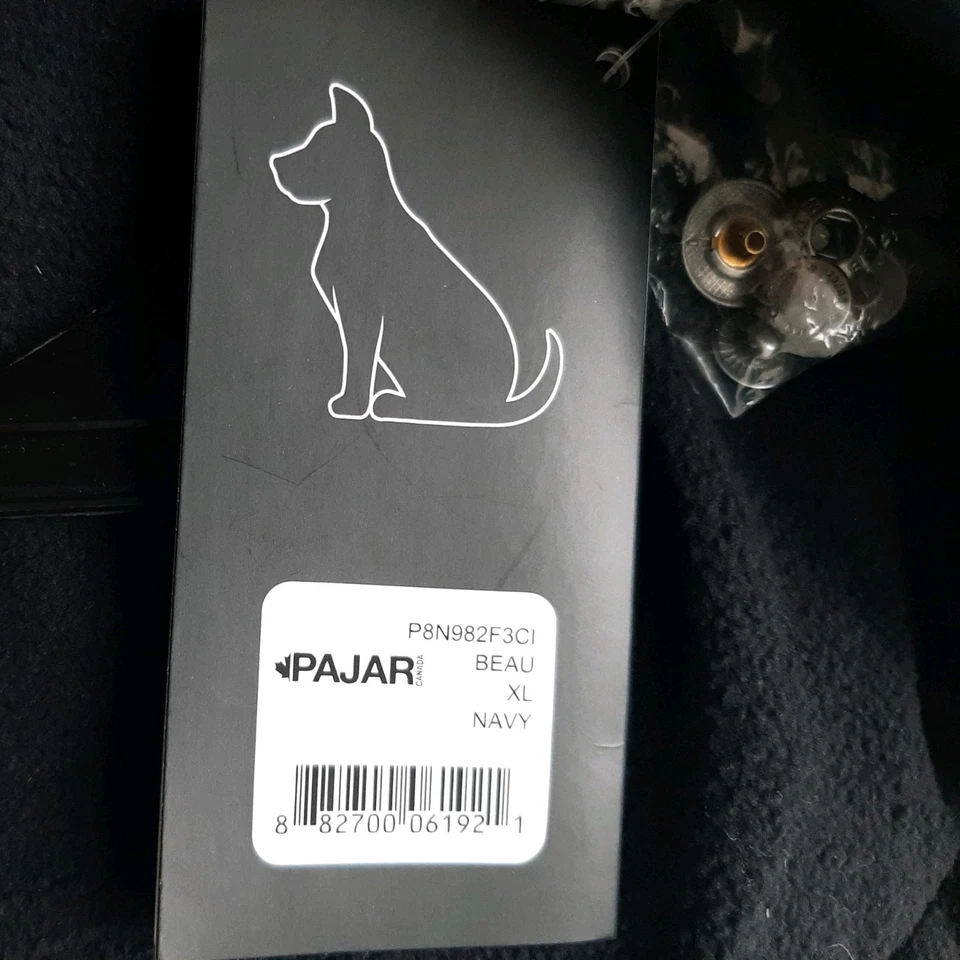 P8N982F3CI
PAJAR CANADA
BEAU
XL
NAVY
8 82700 06192 1